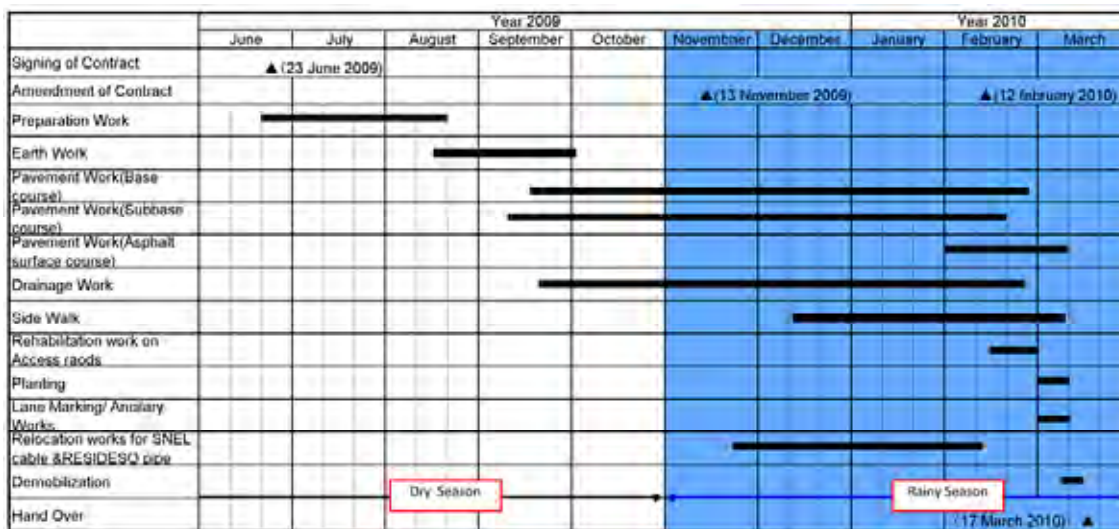 Year 2009 Year 2010
June July August September October November December January February March
Signing of Contract ▲(23 June 2009)
Amendment of Contract ▲(13 November 2009) ▲(12 february 2010)
Preparation Work
Earth Work
Pavement Work(Base
course)
Pavement Work(Subbase
course)
Pavement Work(Asphalt
surface course)
Drainage Work
Side Walk
Rehabilitation work on
Access raods
Planting
Lane Marking/ Ancilary
Works
Relocation works for SNEL
cable &RESIDESO pipe
Demobilization
Dry Season Rainy Season
Hand Over (17 March 2010) ▲